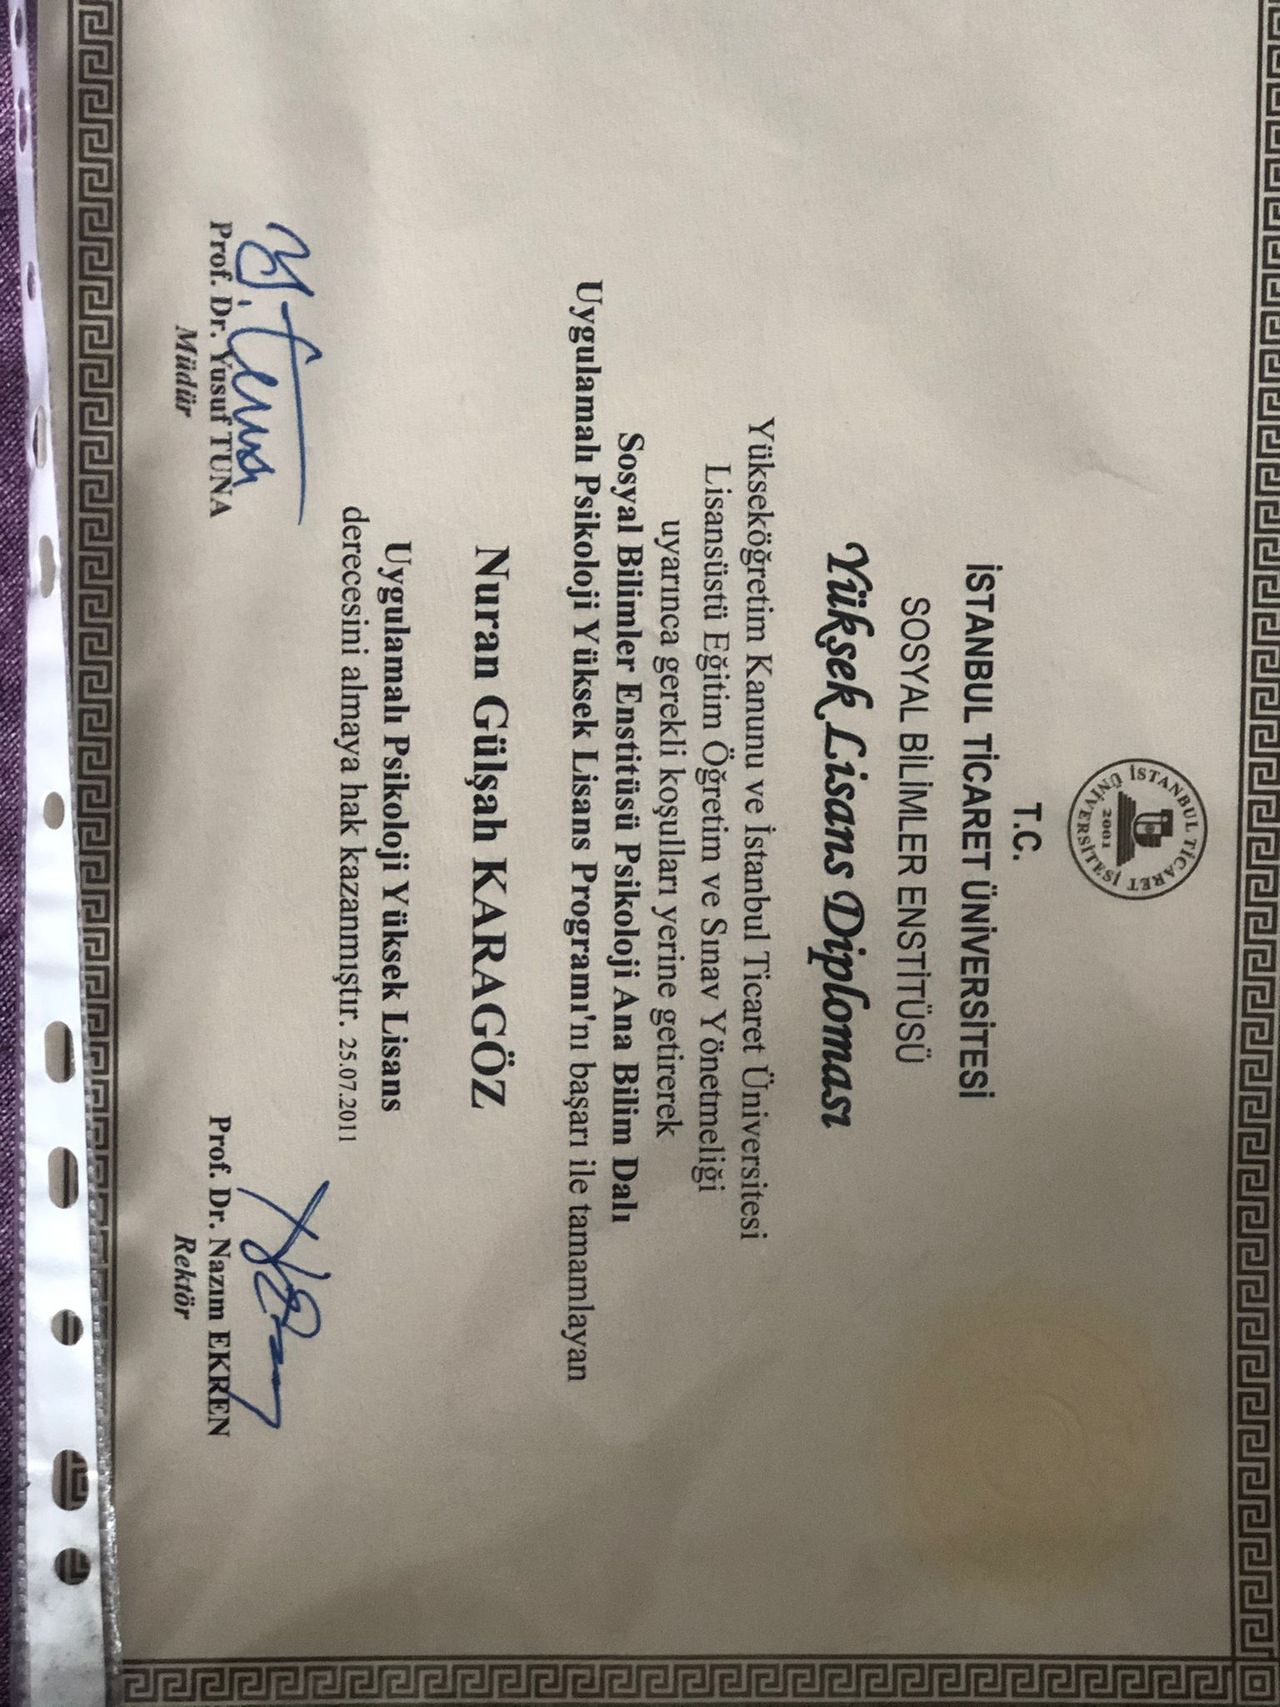 İSTANBUL TİCARET ÜNİVERSİTESİ
2001
T.C.
İSTANBUL TİCARET ÜNİVERSİTESİ
SOSYAL BİLİMLER ENSTİTÜSÜ
Yüksek Lisans Diploması
Yükseköğretim Kanunu ve İstanbul Ticaret Üniversitesi
Lisansüstü Eğitim Öğretim ve Sınav Yönetmeliği
uyarınca gerekli koşulları yerine getirerek
Sosyal Bilimler Enstitüsü Psikoloji Ana Bilim Dalı
Uygulamalı Psikoloji Yüksek Lisans Programı'nı başarı ile tamamlayan
Nuran Gülşah KARAGÖZ
Uygulamalı Psikoloji Yüksek Lisans
derecesini almaya hak kazanmıştır. 25.07.2011
Y. Tuna
Prof. Dr. Yusuf TUNA
Müdür
Prof. Dr. Nazım EKREN
Rektör